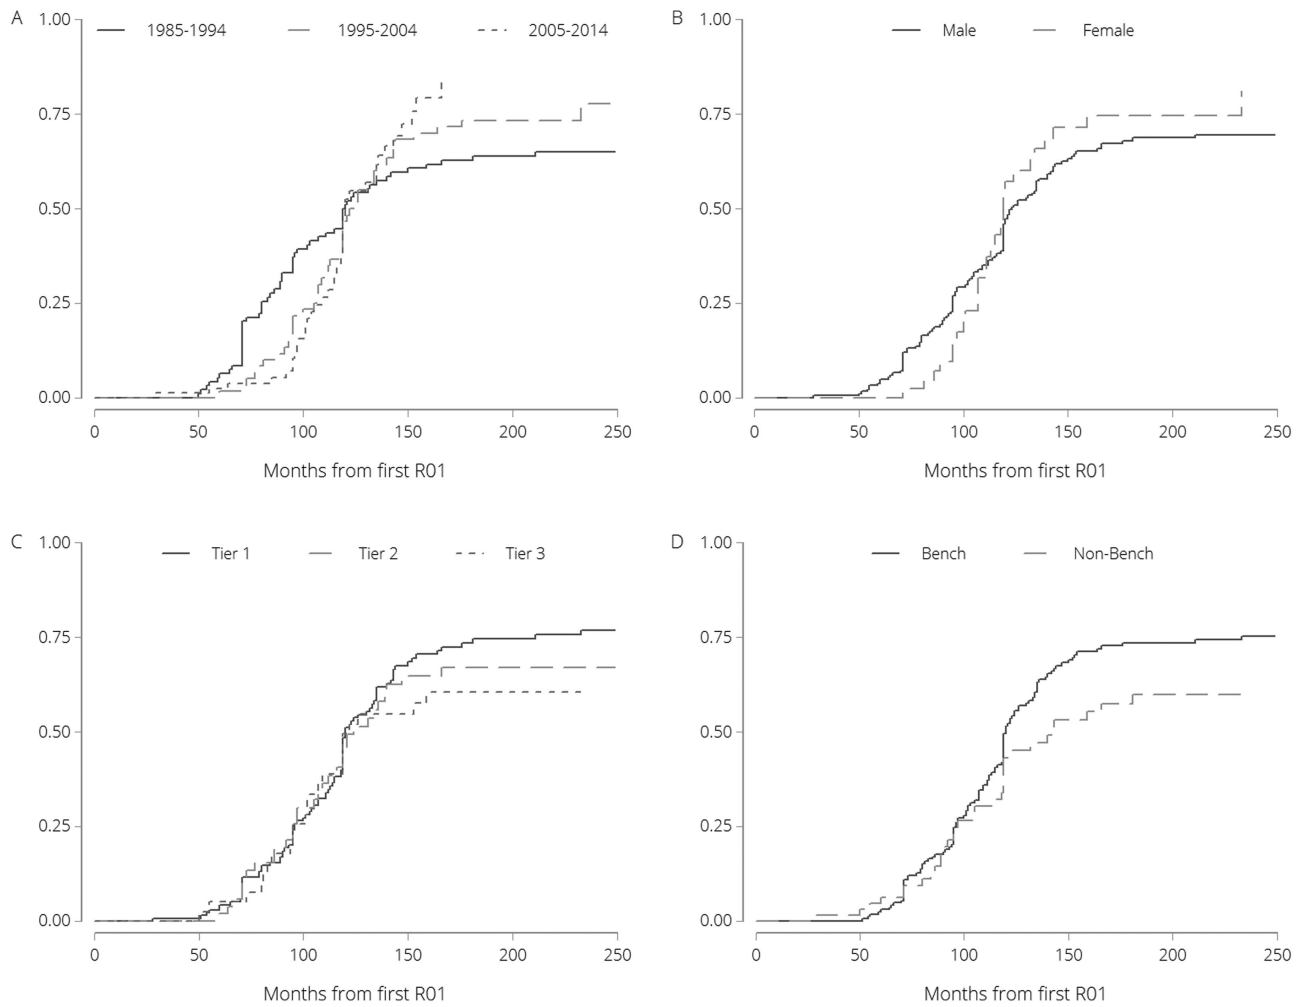 A
1985-1994 1995-2004 2005-2014
1.00
0.75
0.50
0.25
0.00
0 50 100 150 200 250
Months from first R01
B
Male Female
1.00
0.75
0.50
0.25
0.00
0 50 100 150 200 250
Months from first R01
C
Tier 1 Tier 2 Tier 3
1.00
0.75
0.50
0.25
0.00
0 50 100 150 200 250
Months from first R01
D
Bench Non-Bench
1.00
0.75
0.50
0.25
0.00
0 50 100 150 200 250
Months from first R01